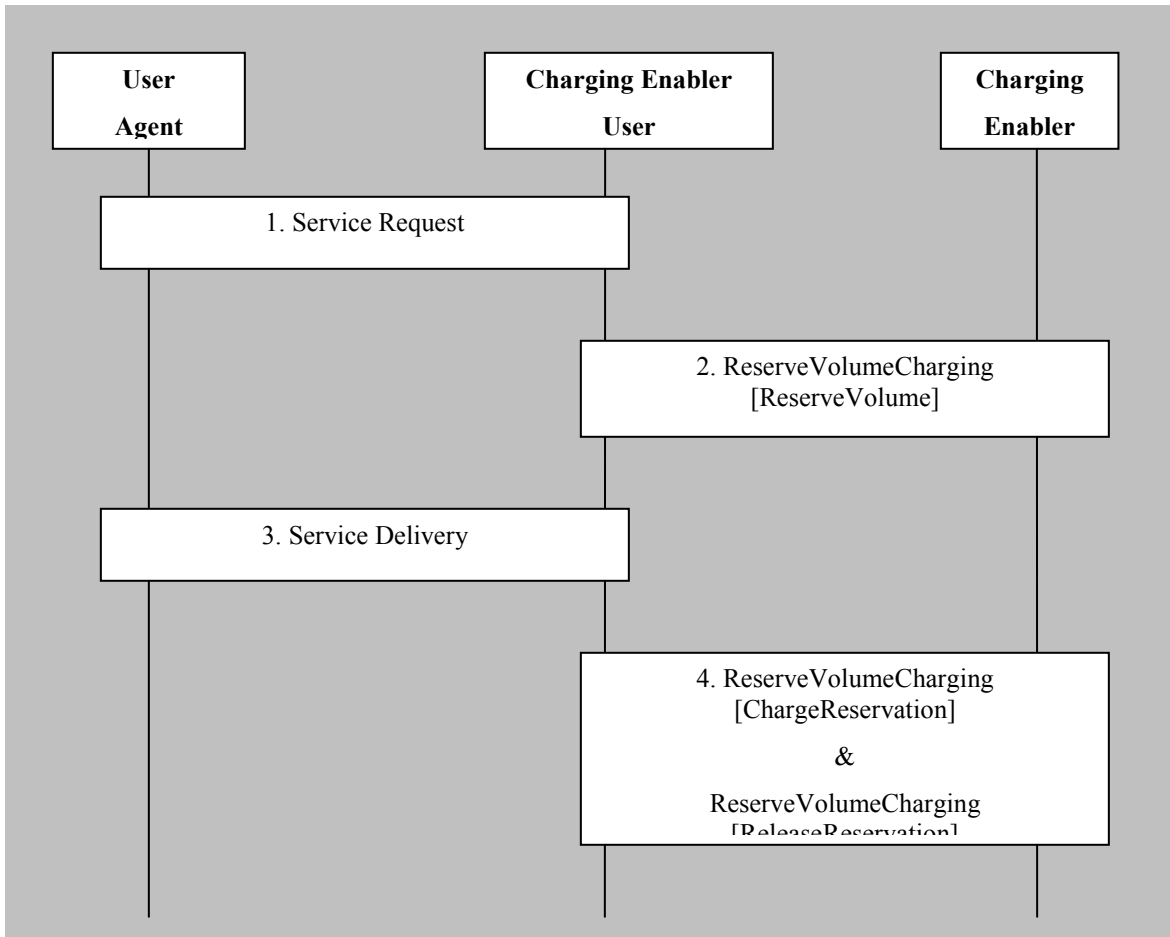 User
Agent
Charging Enabler
User
Charging
Enabler
1. Service Request
2. ReserveVolumeCharging
[ReserveVolume]
3. Service Delivery
4. ReserveVolumeCharging
[ChargeReservation]
&
ReserveVolumeCharging
[ReleaseReservation]